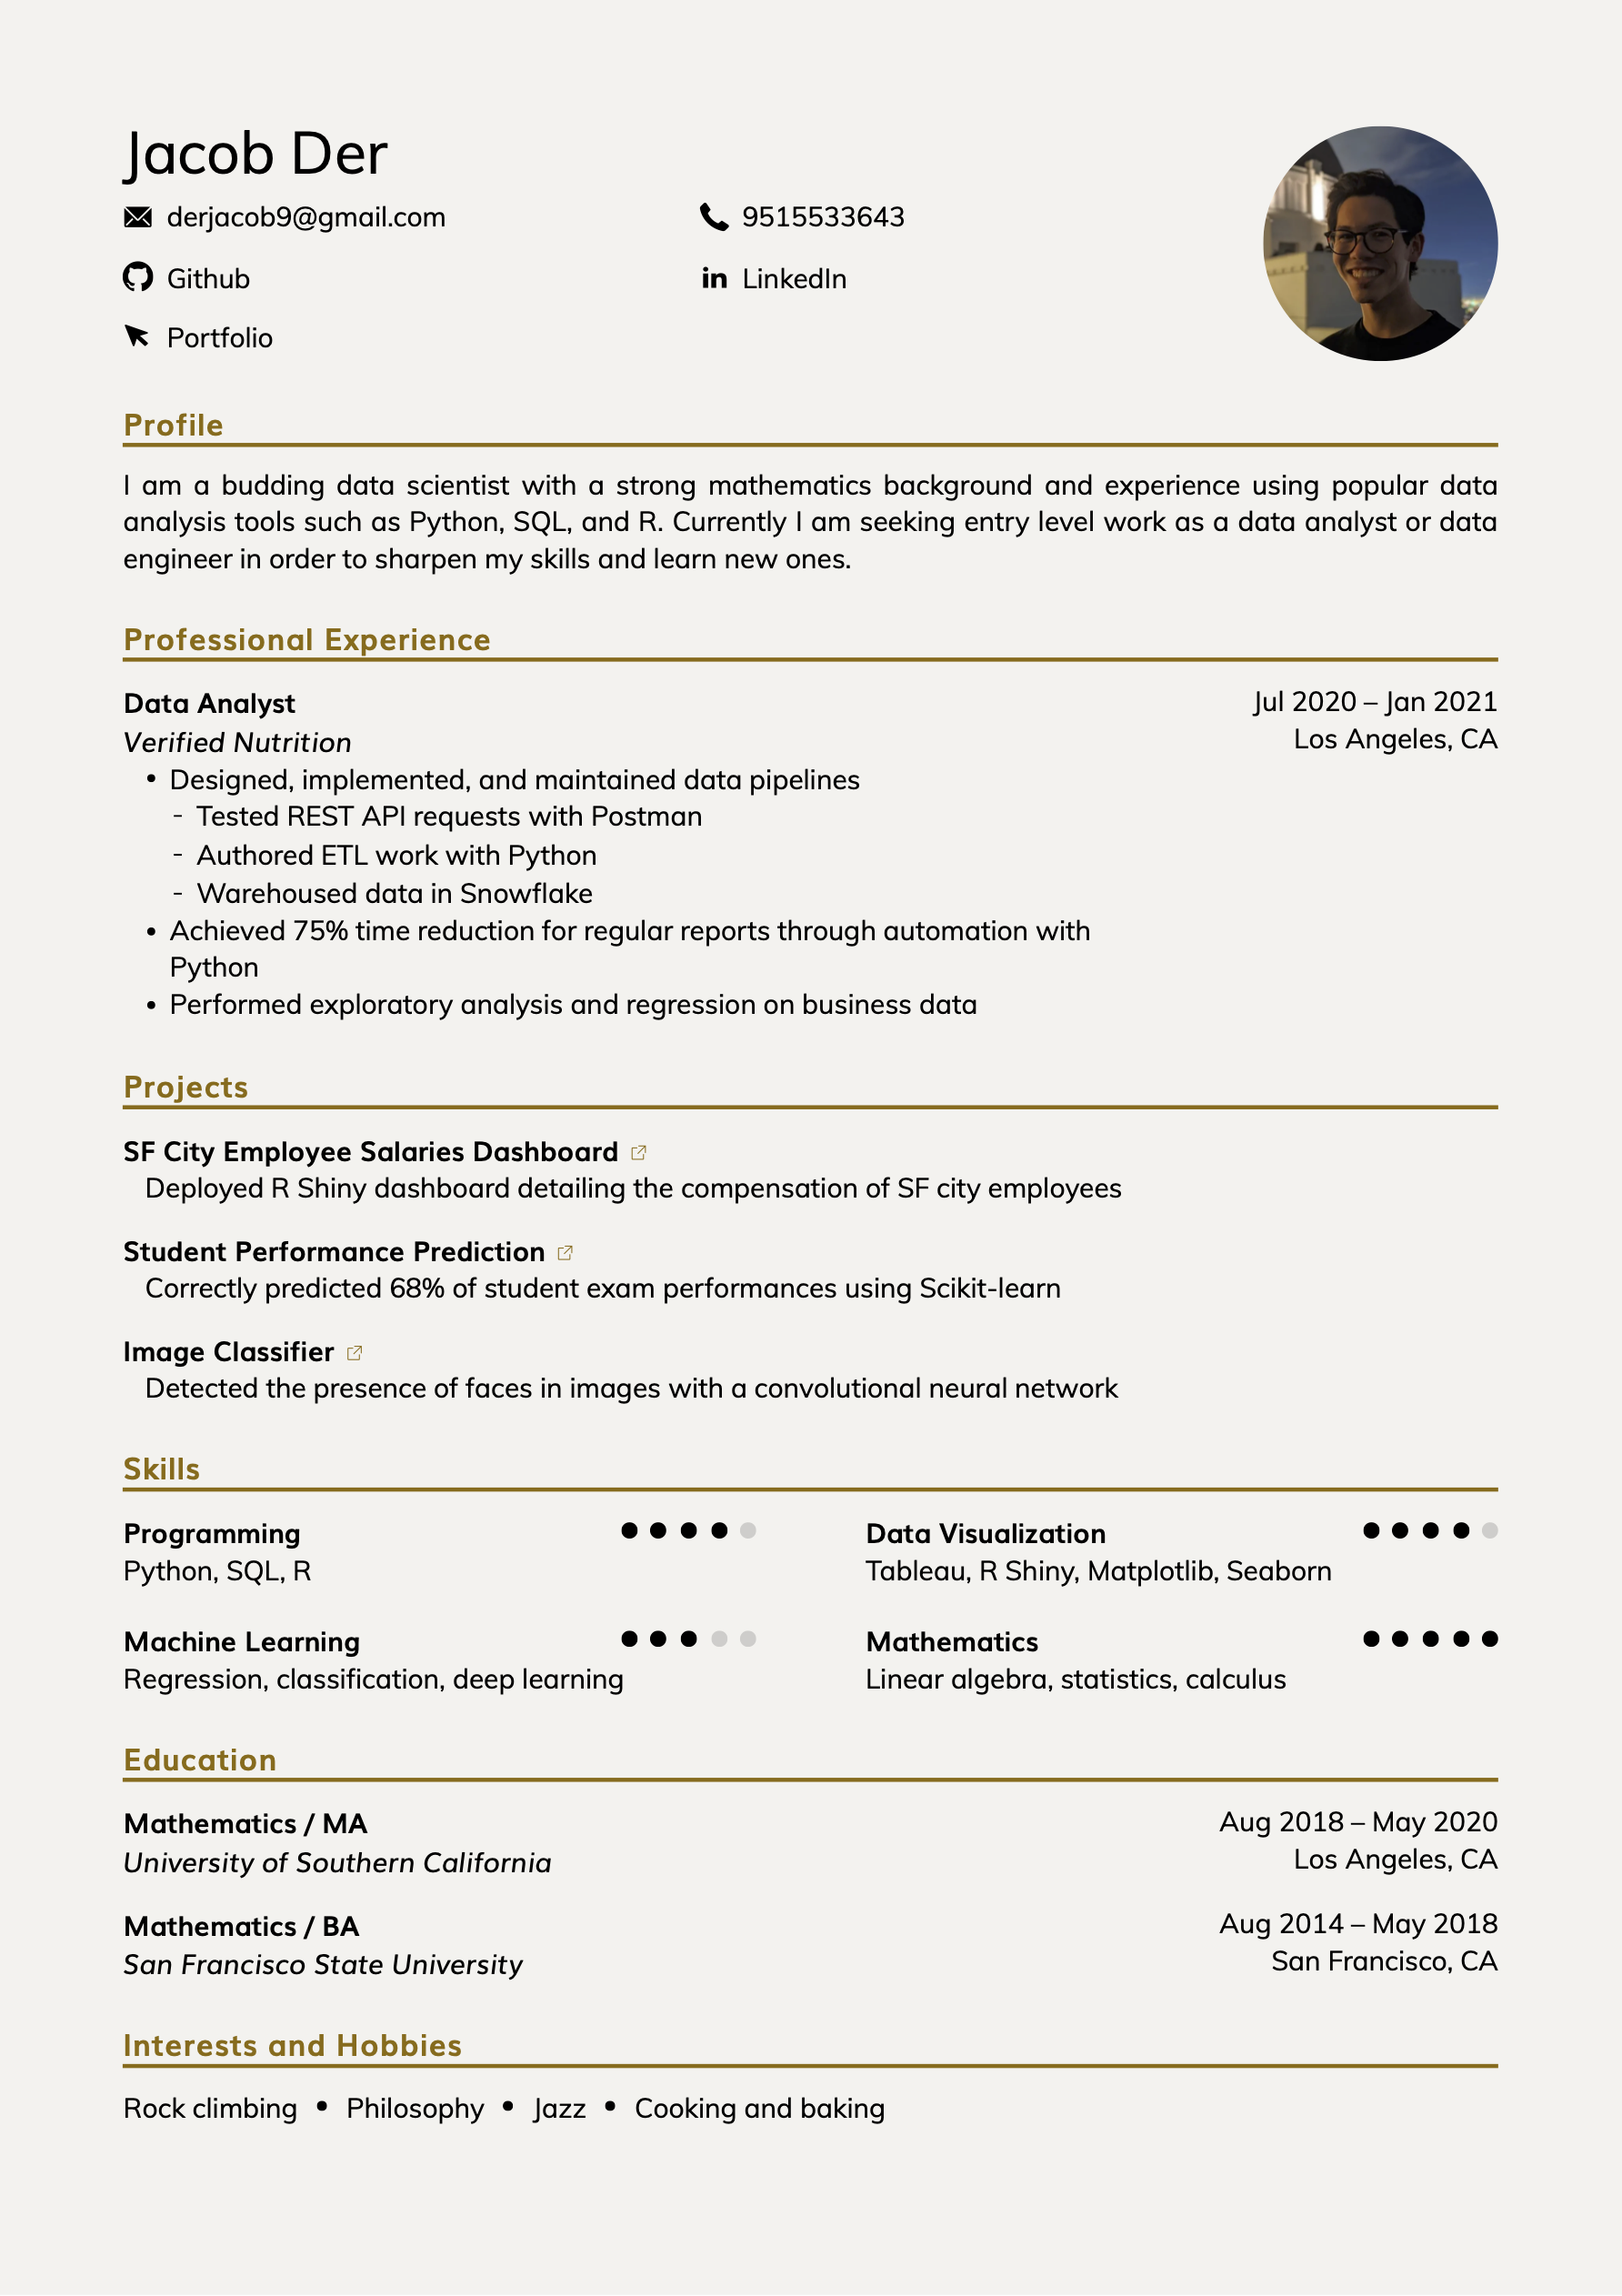 Jacob Der
derjacob9@gmail.com
9515533643
Github
LinkedIn
Portfolio
Profile
I am a budding data scientist with a strong mathematics background and experience using popular data
analysis tools such as Python, SQL, and R. Currently I am seeking entry level work as a data analyst or data
engineer in order to sharpen my skills and learn new ones.
Professional Experience
Data Analyst
Jul 2020 – Jan 2021
Verified Nutrition
Los Angeles, CA
• Designed, implemented, and maintained data pipelines
- Tested REST API requests with Postman
- Authored ETL work with Python
- Warehoused data in Snowflake
• Achieved 75% time reduction for regular reports through automation with
Python
• Performed exploratory analysis and regression on business data
Projects
SF City Employee Salaries Dashboard
Deployed R Shiny dashboard detailing the compensation of SF city employees
Student Performance Prediction
Correctly predicted 68% of student exam performances using Scikit-learn
Image Classifier
Detected the presence of faces in images with a convolutional neural network
Skills
Programming
Python, SQL, R
Data Visualization
Tableau, R Shiny, Matplotlib, Seaborn
Machine Learning
Regression, classification, deep learning
Mathematics
Linear algebra, statistics, calculus
Education
Mathematics / MA
Aug 2018 – May 2020
University of Southern California
Los Angeles, CA
Mathematics / BA
Aug 2014 – May 2018
San Francisco State University
San Francisco, CA
Interests and Hobbies
Rock climbing • Philosophy • Jazz • Cooking and baking